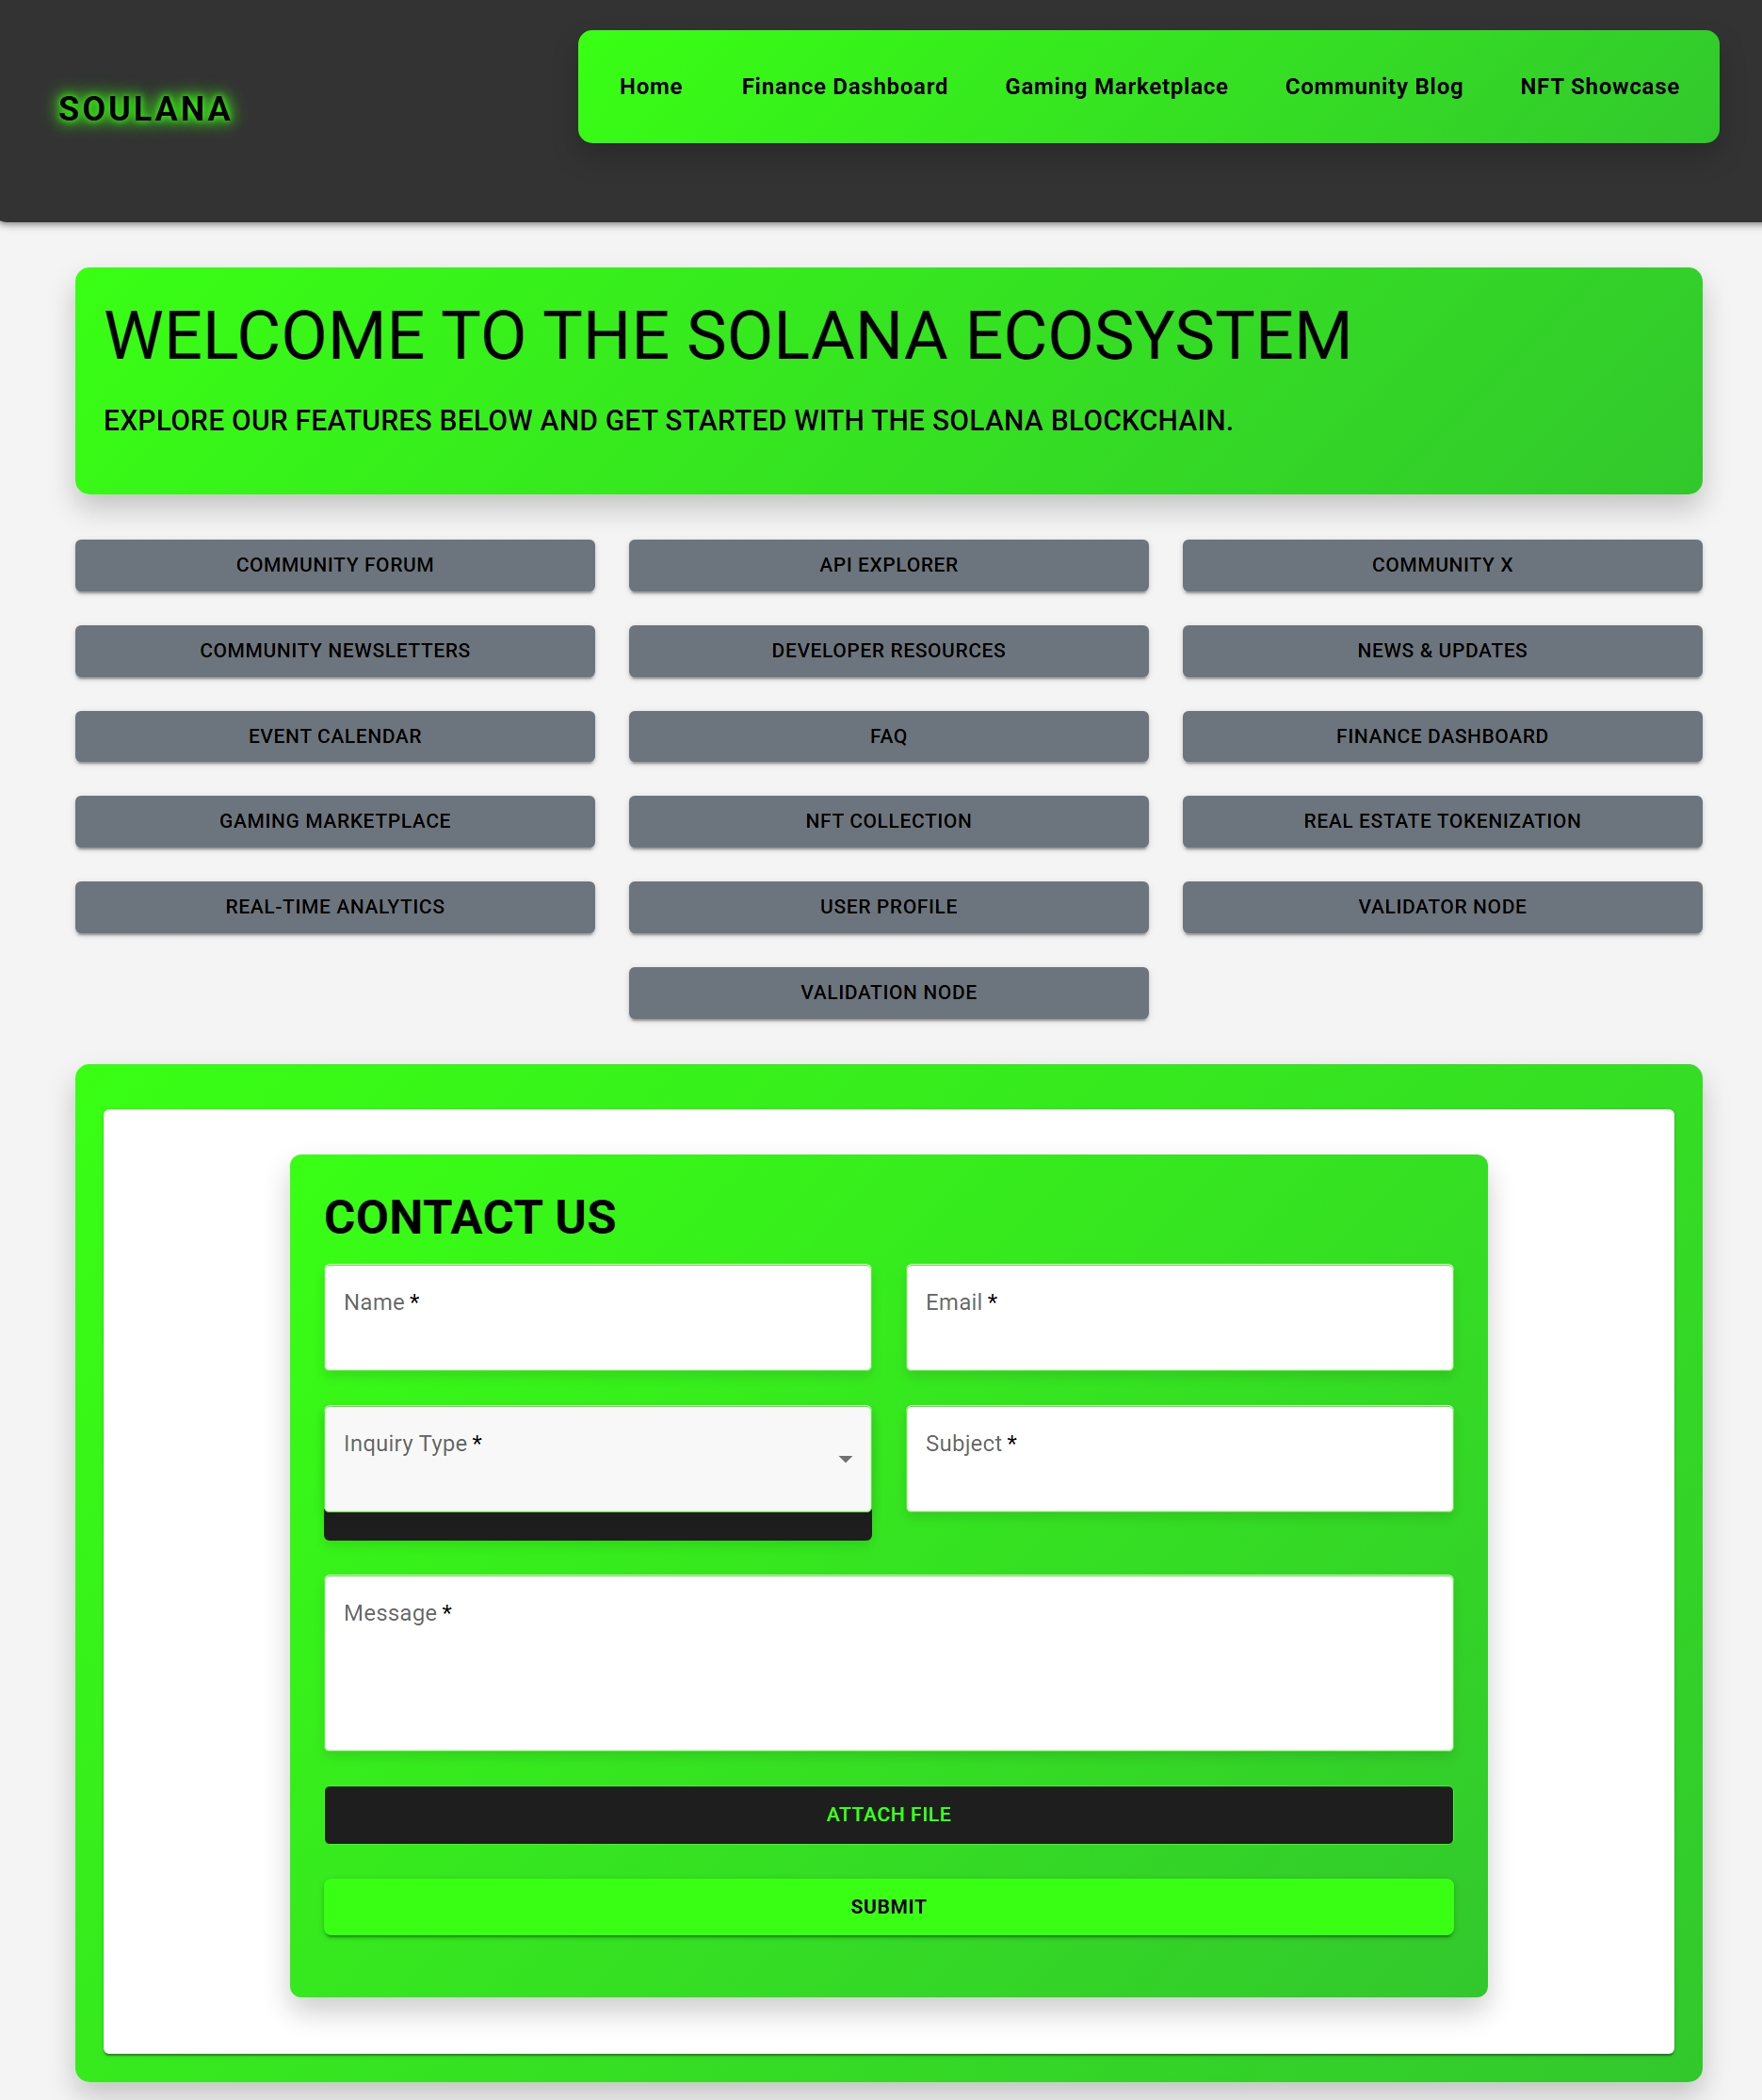 SOULANA
Home Finance Dashboard Gaming Marketplace Community Blog NFT Showcase
WELCOME TO THE SOLANA ECOSYSTEM
EXPLORE OUR FEATURES BELOW AND GET STARTED WITH THE SOLANA BLOCKCHAIN.
COMMUNITY FORUM API EXPLORER COMMUNITY X
COMMUNITY NEWSLETTERS DEVELOPER RESOURCES NEWS & UPDATES
EVENT CALENDAR FAQ FINANCE DASHBOARD
GAMING MARKETPLACE NFT COLLECTION REAL ESTATE TOKENIZATION
REAL-TIME ANALYTICS USER PROFILE VALIDATOR NODE
VALIDATION NODE
CONTACT US
Name * Email *
Inquiry Type * Subject *
Message *
ATTACH FILE
SUBMIT